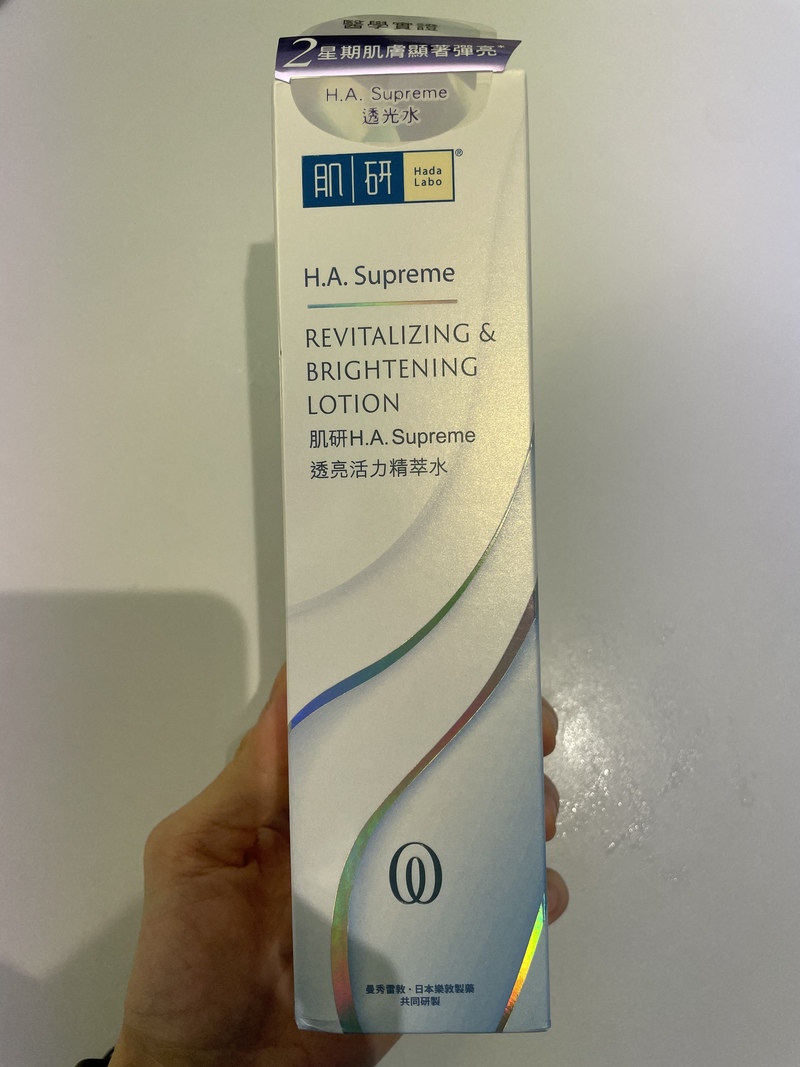 醫學實證
2星期肌膚顯著彈亮*
H.A. Supreme
透光水
肌研 Hada Labo®
H.A. Supreme
REVITALIZING &
BRIGHTENING
LOTION
肌研H.A. Supreme
透亮活力精萃水
曼秀雷敦・日本樂敦製藥
共同研製